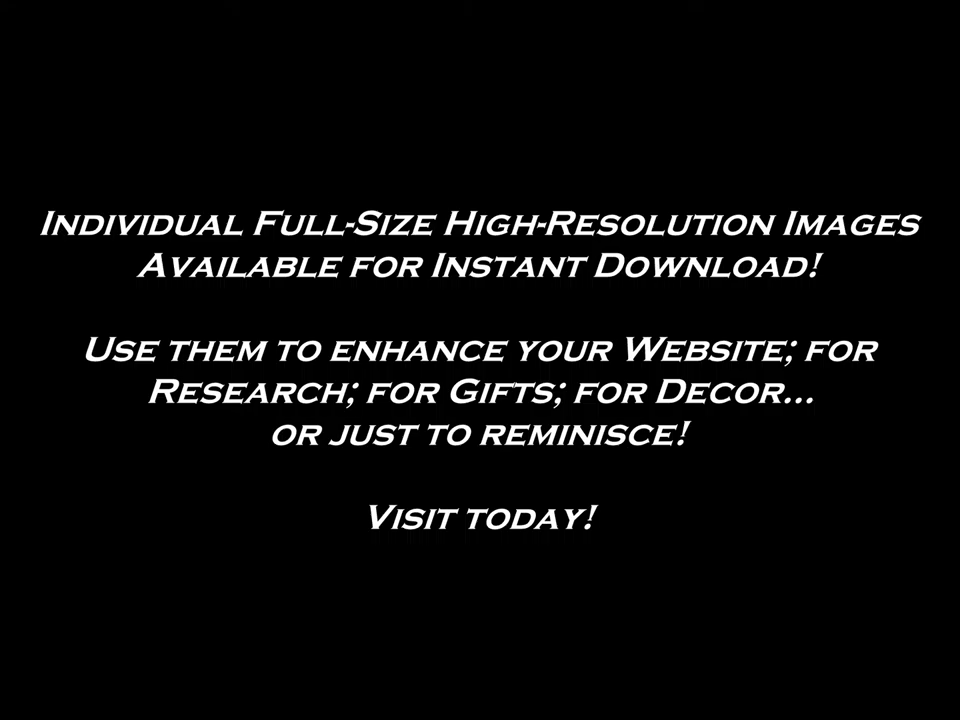 Individual Full-Size High-Resolution Images
Available for Instant Download!
Use them to enhance your Website; for
Research; for Gifts; for Decor...
or just to reminisce!
Visit today!